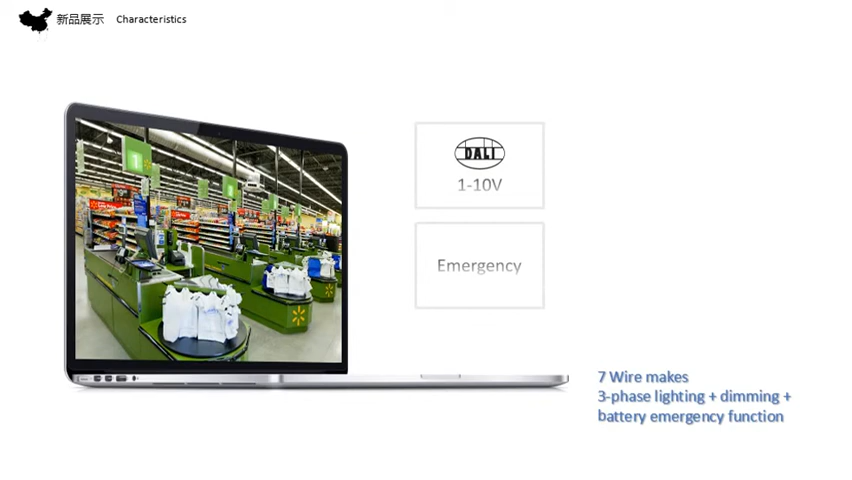 新品展示 Characteristics
1
DALI
1-10V
Emergency
7 Wire makes
3-phase lighting + dimming +
battery emergency function